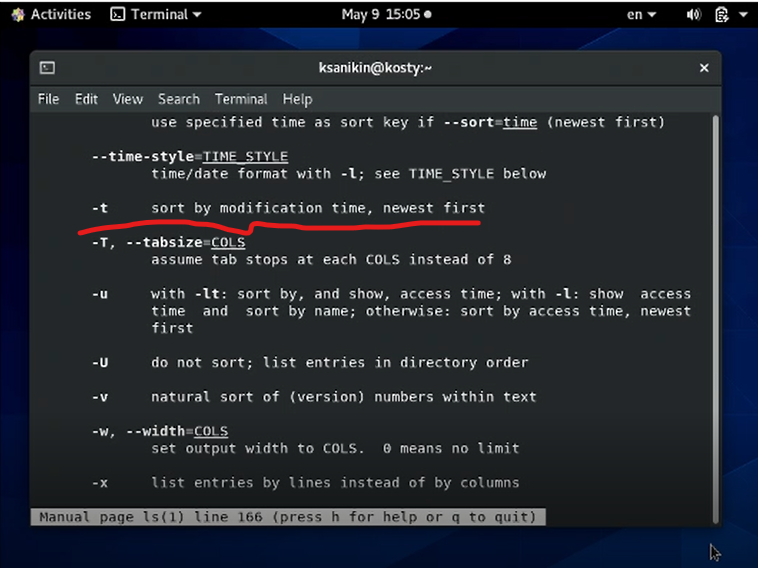 Activities Terminal May 9 15:05 en
ksanikin@kosty:~
File Edit View Search Terminal Help
use specified time as sort key if --sort=time (newest first)
--time-style=TIME_STYLE
time/date format with -l; see TIME_STYLE below
-t sort by modification time, newest first
-T, --tabsize=COLS
assume tab stops at each COLS instead of 8
-u with -lt: sort by, and show, access time; with -l: show access
time and sort by name; otherwise: sort by access time, newest
first
-U do not sort; list entries in directory order
-v natural sort of (version) numbers within text
-w, --width=COLS
set output width to COLS. 0 means no limit
-x list entries by lines instead of by columns
Manual page ls(1) line 166 (press h for help or q to quit)